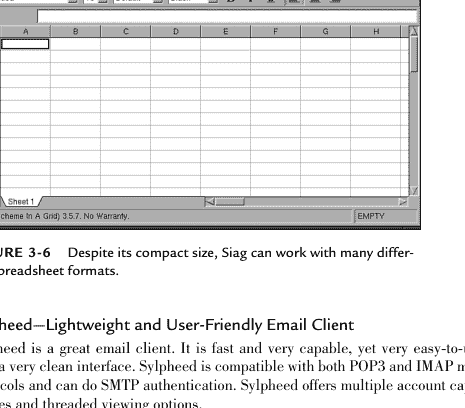 A B C D E F G H
Sheet 1
cheme In A Grid) 3.5.7. No Warranty. EMPTY
URE 3-6 Despite its compact size, Siag can work with many differ-
preadsheet formats.
heed—Lightweight and User-Friendly Email Client
heed is a great email client. It is fast and very capable, yet very easy-to-u
a very clean interface. Sylpheed is compatible with both POP3 and IMAP m
cols and can do SMTP authentication. Sylpheed offers multiple account cap
es and threaded viewing options.